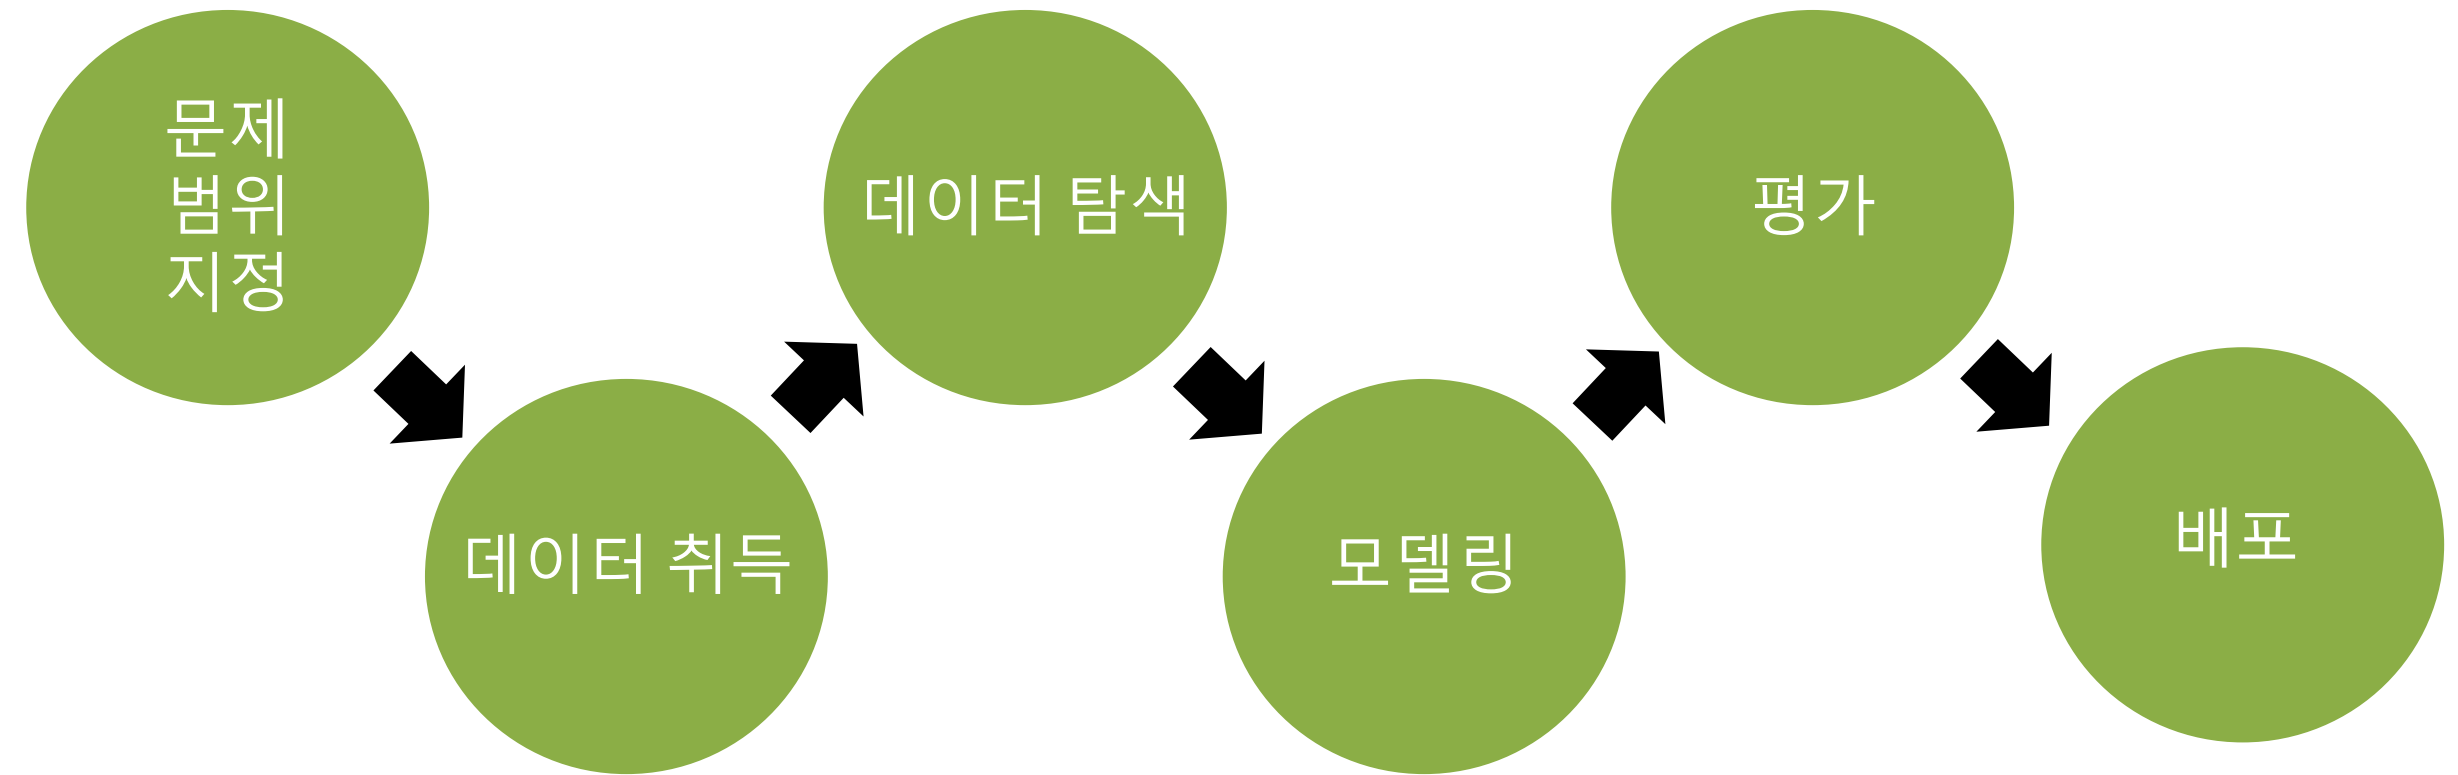 문제
범위
지정
데이터 취득
데이터 탐색
모델링
평가
배포